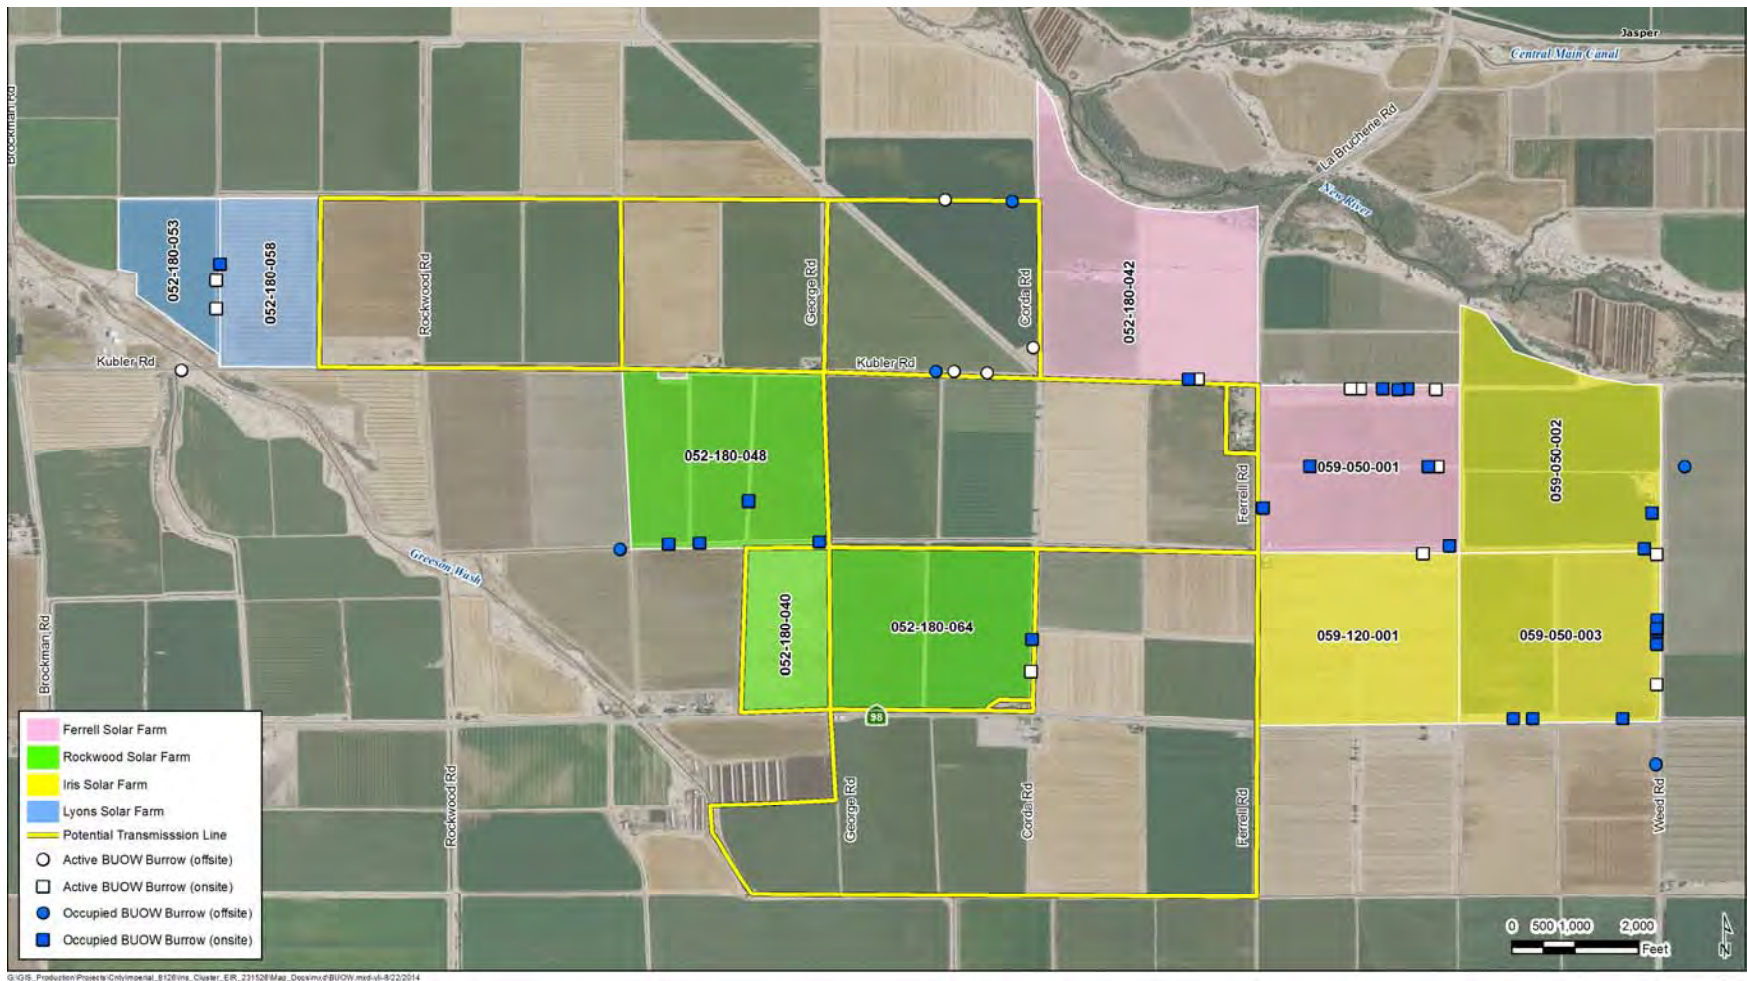 Jasper
Central Main Canal
Brockman Rd
La Brucherie Rd
New River
052-180-053
052-180-058
Rockwood Rd
George Rd
Corda Rd
052-180-042
Kubler Rd
Kubler Rd
052-180-048
059-050-001
059-050-002
Ferrell Rd
Greeson Wash
052-180-040
052-180-064
059-120-001
059-050-003
Brockman Rd
98
Rockwood Rd
George Rd
Corda Rd
Ferrell Rd
Weed Rd
Ferrell Solar Farm
Rockwood Solar Farm
Iris Solar Farm
Lyons Solar Farm
Potential Transmisssion Line
Active BUOW Burrow (offsite)
Active BUOW Burrow (onsite)
Occupied BUOW Burrow (offsite)
Occupied BUOW Burrow (onsite)
0 500 1,000 2,000
Feet
N